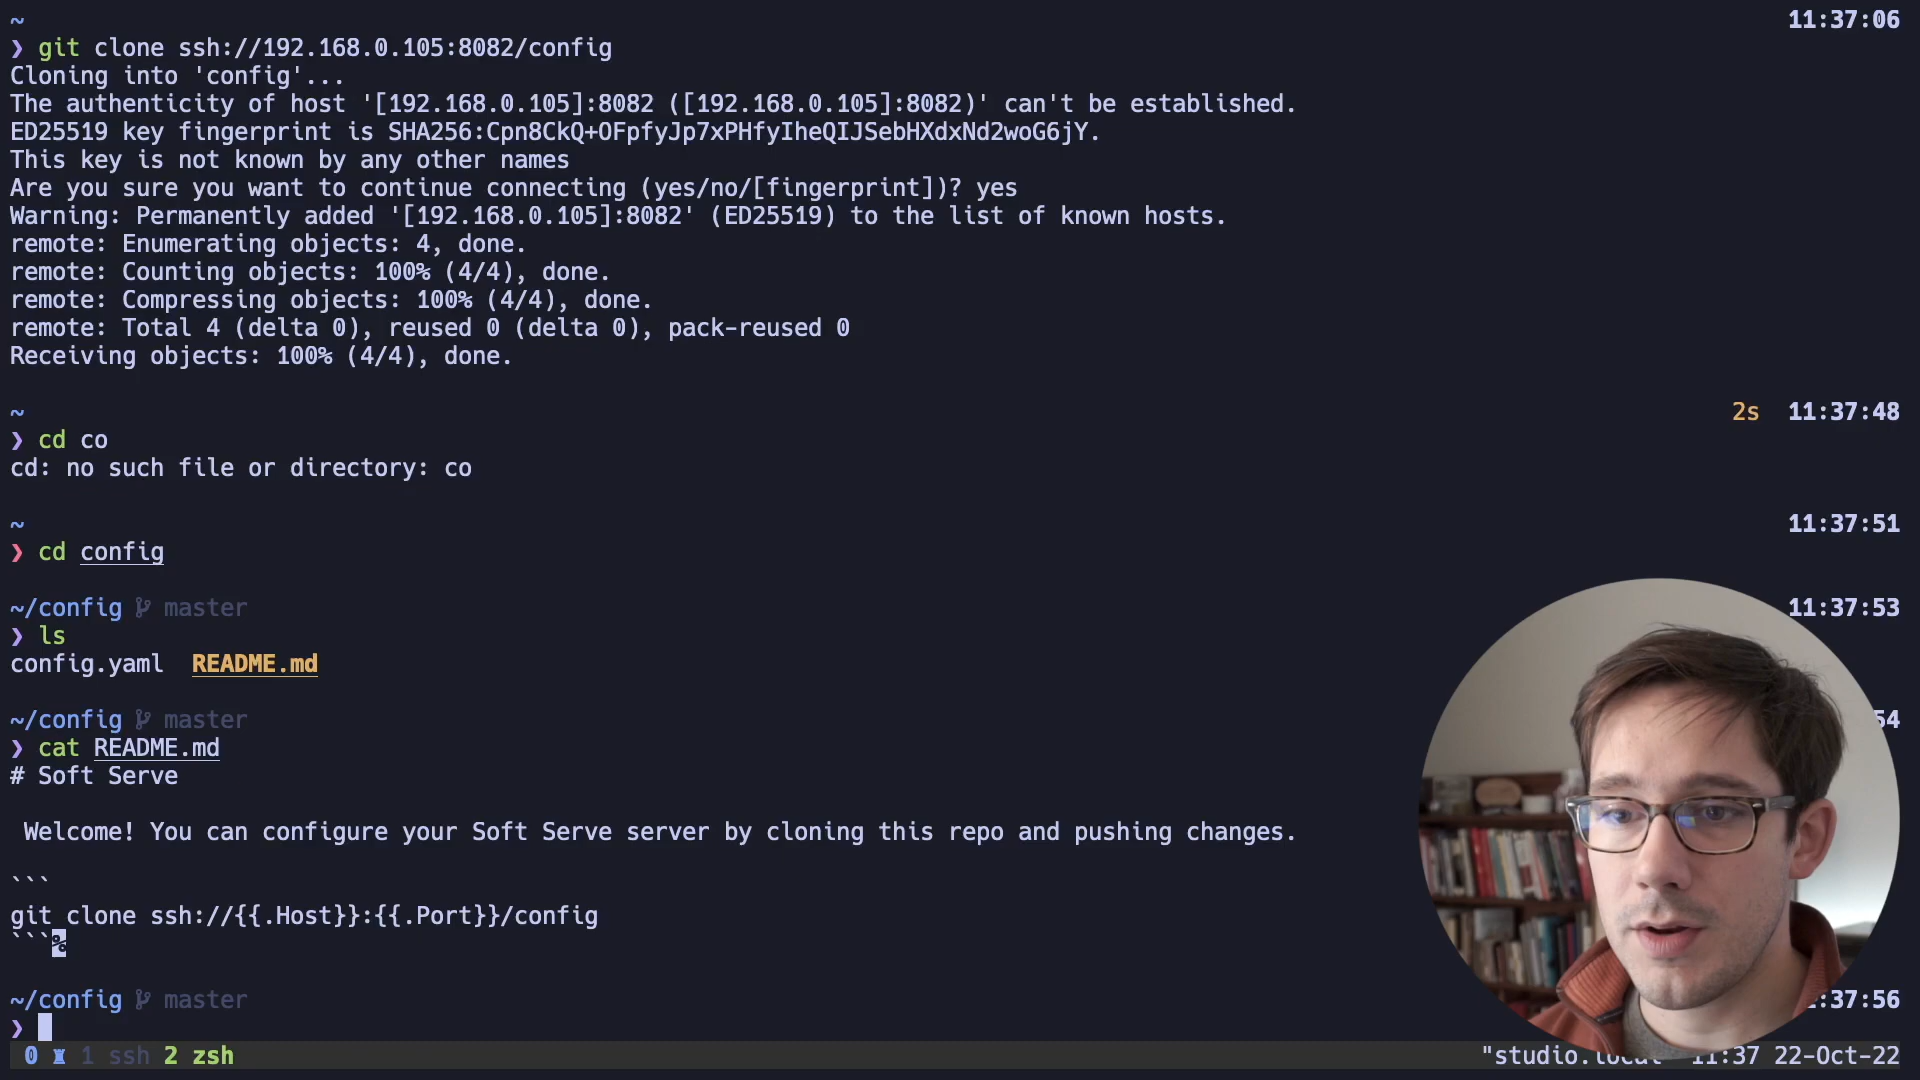 ~ 11:37:06
❯ git clone ssh://192.168.0.105:8082/config
Cloning into 'config'...
The authenticity of host '[192.168.0.105]:8082 ([192.168.0.105]:8082)' can't be established.
ED25519 key fingerprint is SHA256:Cpn8CkQ+OFpfyJp7xPHfyIheQIJSebHXdxNd2woG6jY.
This key is not known by any other names
Are you sure you want to continue connecting (yes/no/[fingerprint])? yes
Warning: Permanently added '[192.168.0.105]:8082' (ED25519) to the list of known hosts.
remote: Enumerating objects: 4, done.
remote: Counting objects: 100% (4/4), done.
remote: Compressing objects: 100% (4/4), done.
remote: Total 4 (delta 0), reused 0 (delta 0), pack-reused 0
Receiving objects: 100% (4/4), done.
~ 2s 11:37:48
❯ cd co
cd: no such file or directory: co
~ 11:37:51
❯ cd config
~/config master 11:37:53
❯ ls
config.yaml README.md
~/config master 54
❯ cat README.md
# Soft Serve
Welcome! You can configure your Soft Serve server by cloning this repo and pushing changes.
```
git clone ssh://{{.Host}}:{{.Port}}/config
```%
~/config master :37:56
❯
0 1 ssh 2 zsh "studio.local 11:37 22-Oct-22